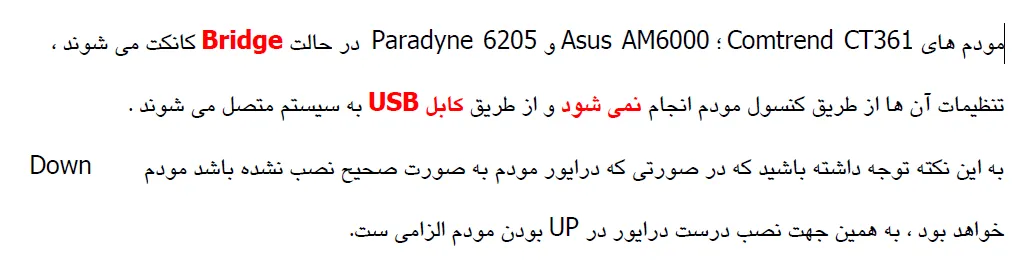 مودم های Comtrend CT361 ؛ Asus AM6000 و Paradyne 6205 در حالت Bridge کانکت می شوند ،
تنظیمات آن ها از طریق کنسول مودم انجام نمی شود و از طریق کابل USB به سیستم متصل می شوند .
به این نکته توجه داشته باشید که در صورتی که درایور مودم به صورت صحیح نصب نشده باشد مودم Down
خواهد بود ، به همین جهت نصب درست درایور در UP بودن مودم الزامی ست.